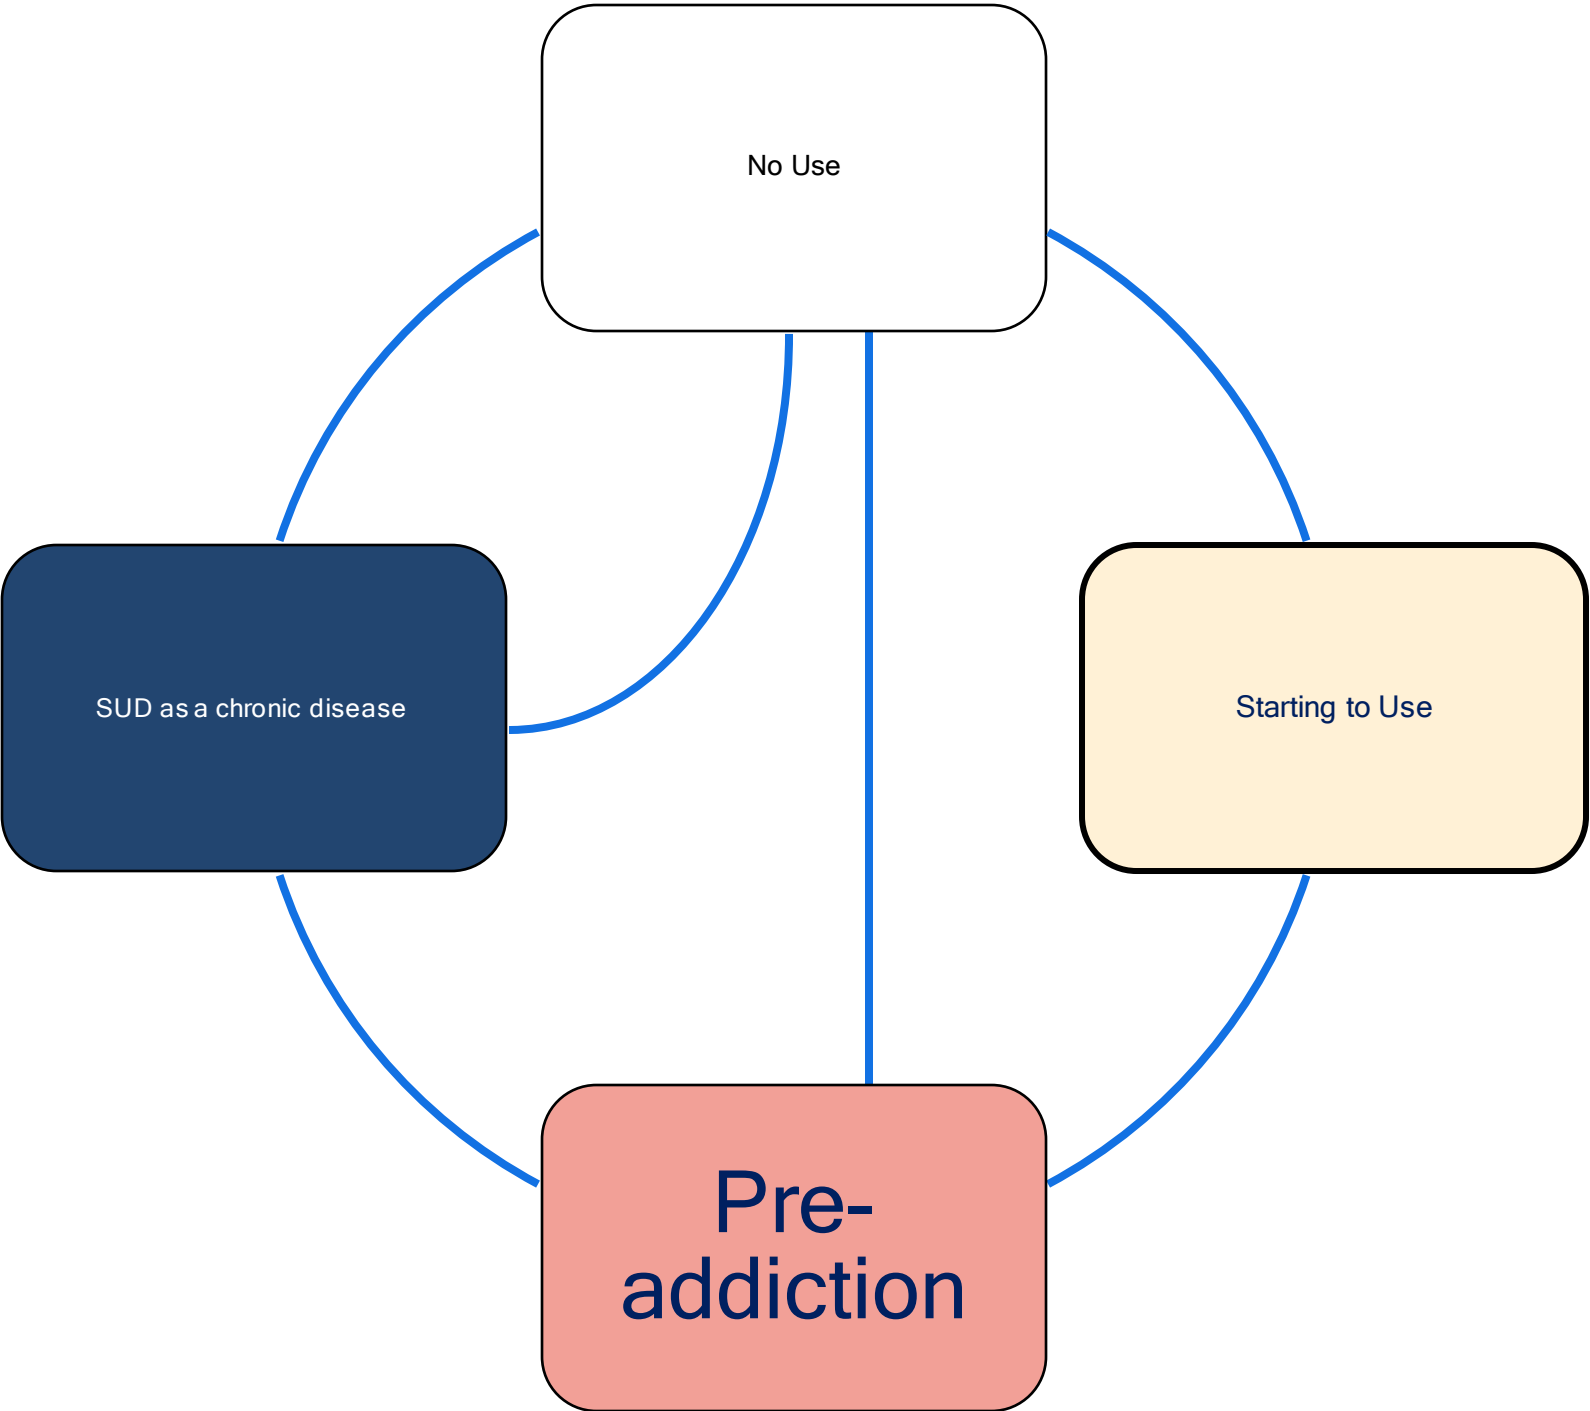 No Use
SUD as a chronic disease
Starting to Use
Pre-
addiction